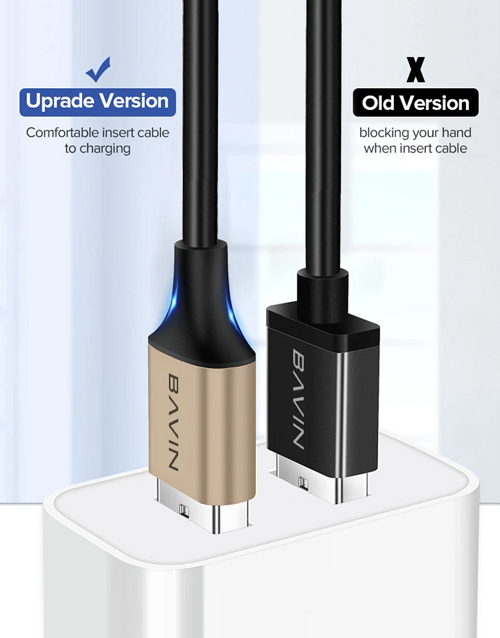 Uprade Version
Comfortable insert cable
to charging
X
Old Version
blocking your hand
when insert cable
BAVIN
BAVIN